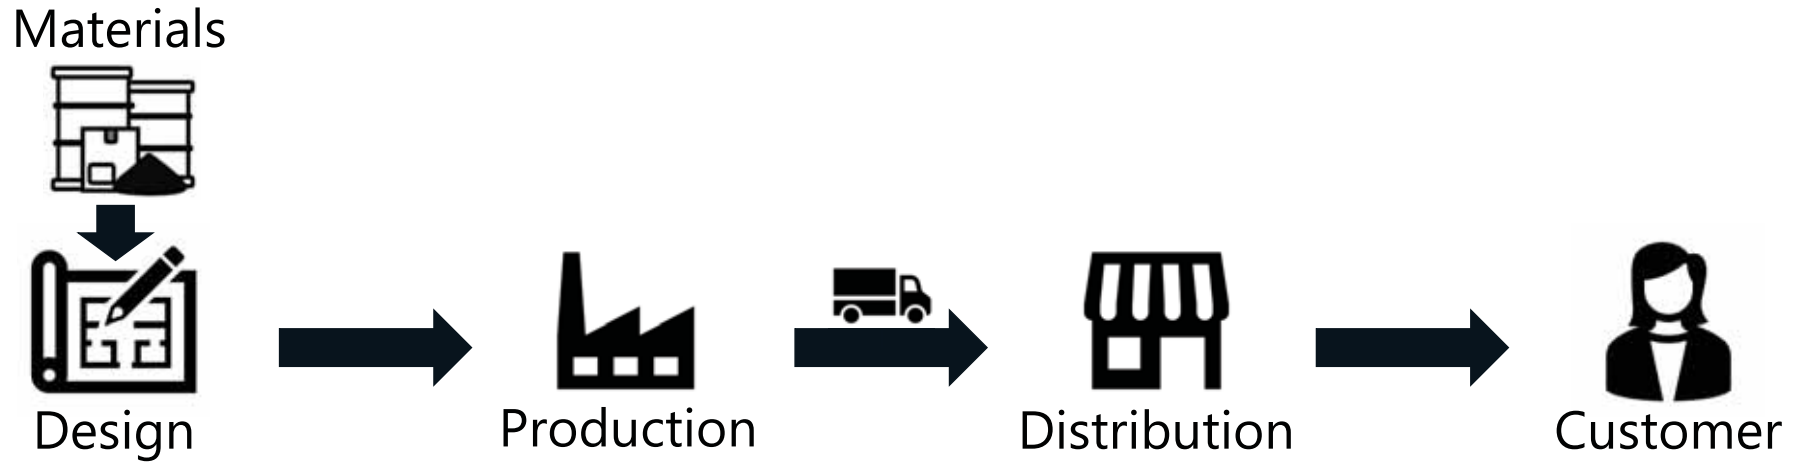 Materials
Design
Production
Distribution
Customer